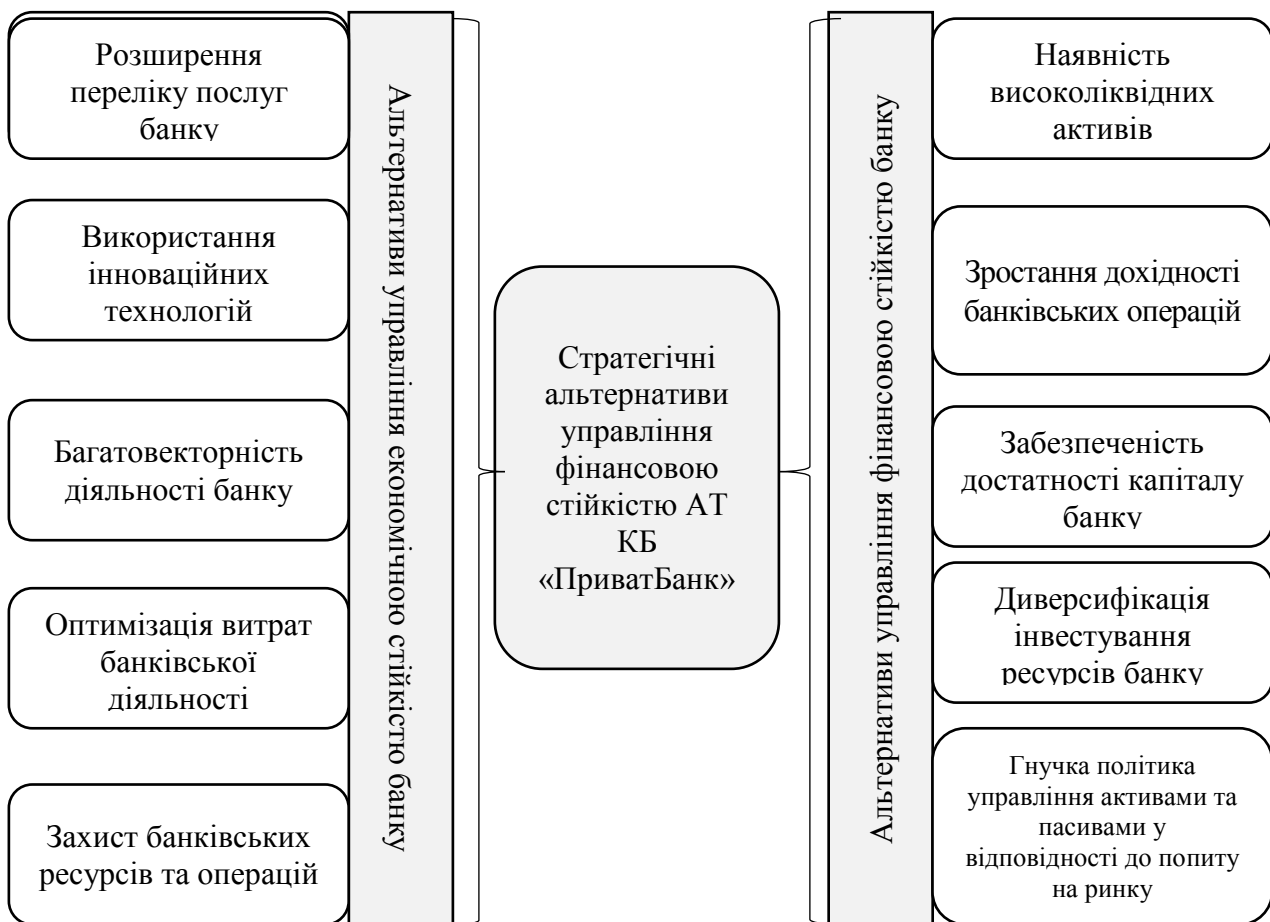 Розширення
переліку послуг
банку
Використання
інноваційних
технологій
Багатовекторність
діяльності банку
Оптимізація витрат
банківської
діяльності
Захист банківських
ресурсів та операцій
Альтернативи управління економічною стійкістю банку
Стратегічні
альтернативи
управління
фінансовою
стійкістю АТ
КБ
«ПриватБанк»
Альтернативи управління фінансовою стійкістю банку
Наявність
високоліквідних
активів
Зростання дохідності
банківських операцій
Забезпеченість
достатності капіталу
банку
Диверсифікація
інвестування
ресурсів банку
Гнучка політика
управління активами та
пасивами у
відповідності до попиту
на ринку